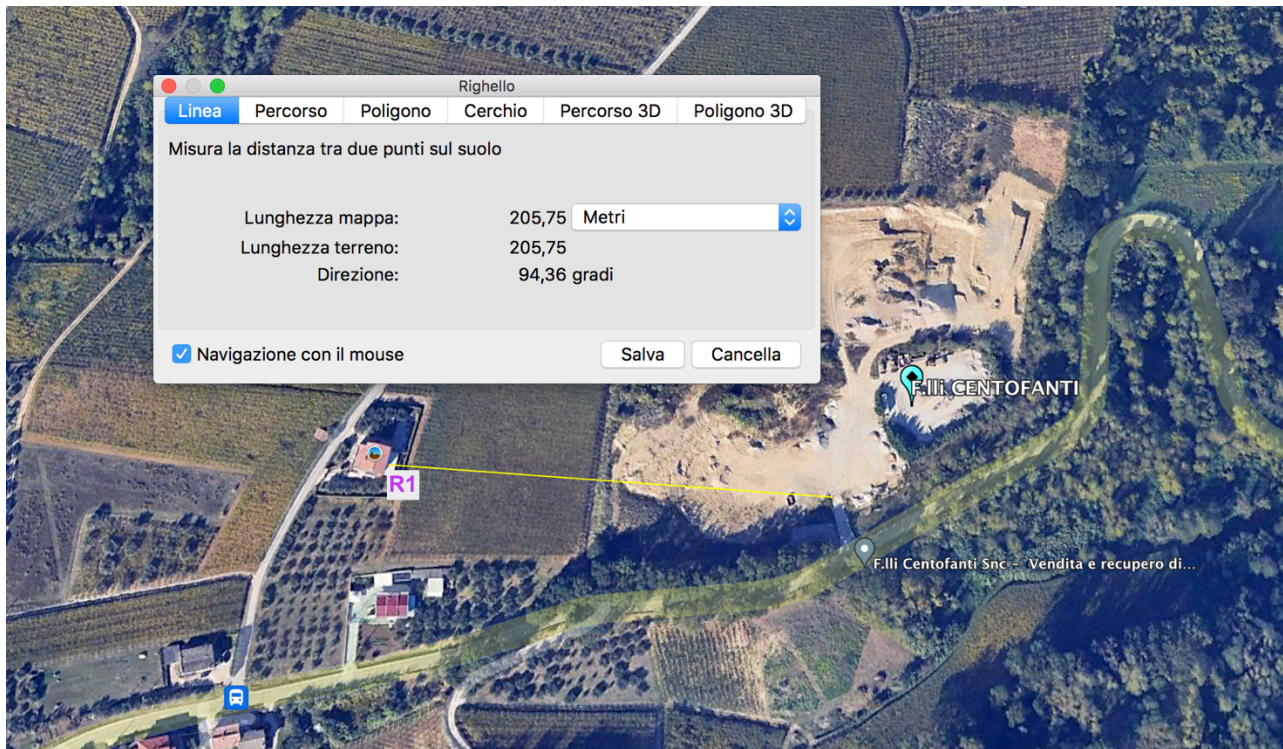 Righello
Linea Percorso Poligono Cerchio Percorso 3D Poligono 3D
Misura la distanza tra due punti sul suolo
Lunghezza mappa: 205,75 Metri
Lunghezza terreno: 205,75
Direzione: 94,36 gradi
Navigazione con il mouse Salva Cancella
F.lli CENTOFANTI
R1
F.lli Centofanti Snc - Vendita e recupero di...